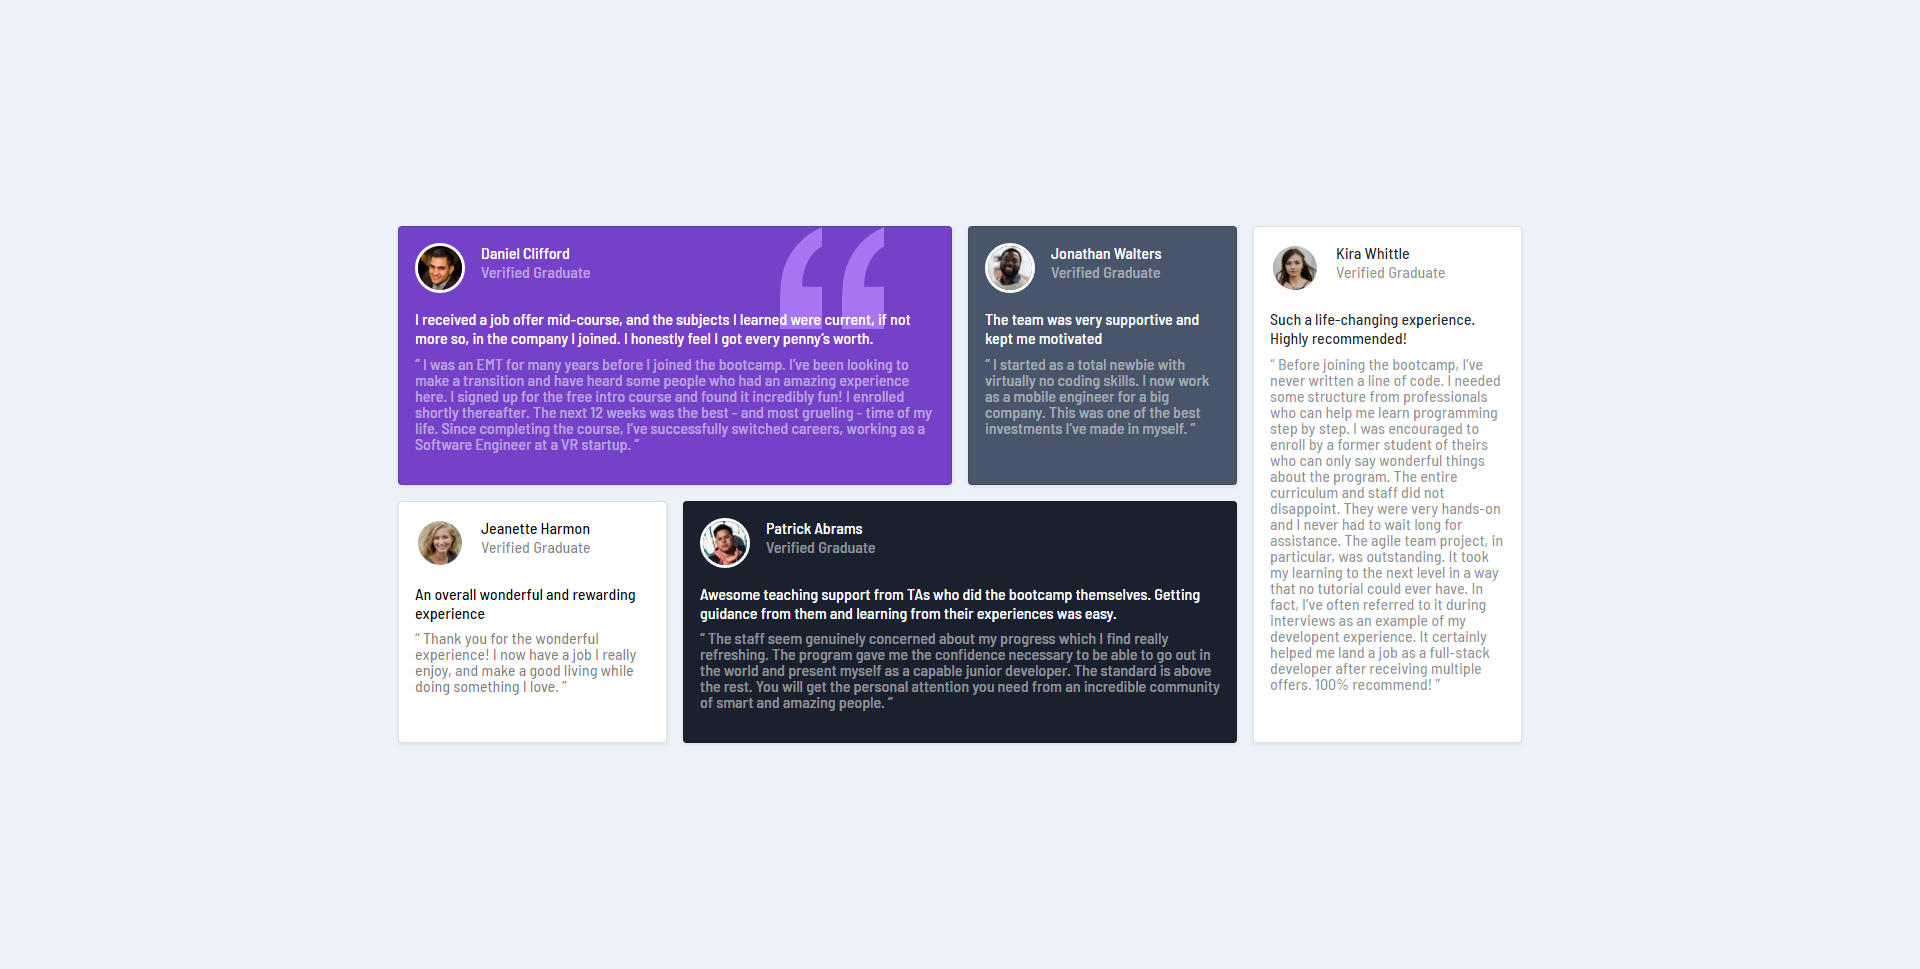 Daniel Clifford
Verified Graduate
I received a job offer mid-course, and the subjects I learned were current, if not
more so, in the company I joined. I honestly feel I got every penny’s worth.
“ I was an EMT for many years before I joined the bootcamp. I’ve been looking to
make a transition and have heard some people who had an amazing experience
here. I signed up for the free intro course and found it incredibly fun! I enrolled
shortly thereafter. The next 12 weeks was the best - and most grueling - time of my
life. Since completing the course, I’ve successfully switched careers, working as a
Software Engineer at a VR startup. ”
Jonathan Walters
Verified Graduate
The team was very supportive and
kept me motivated
“ I started as a total newbie with
virtually no coding skills. I now work
as a mobile engineer for a big
company. This was one of the best
investments I’ve made in myself. ”
Kira Whittle
Verified Graduate
Such a life-changing experience.
Highly recommended!
“ Before joining the bootcamp, I’ve
never written a line of code. I needed
some structure from professionals
who can help me learn programming
step by step. I was encouraged to
enroll by a former student of theirs
who can only say wonderful things
about the program. The entire
curriculum and staff did not
disappoint. They were very hands-on
and I never had to wait long for
assistance. The agile team project, in
particular, was outstanding. It took
my learning to the next level in a way
that no tutorial could ever have. In
fact, I’ve often referred to it during
interviews as an example of my
developent experience. It certainly
helped me land a job as a full-stack
developer after receiving multiple
offers. 100% recommend! ”
Jeanette Harmon
Verified Graduate
An overall wonderful and rewarding
experience
“ Thank you for the wonderful
experience! I now have a job I really
enjoy, and make a good living while
doing something I love. ”
Patrick Abrams
Verified Graduate
Awesome teaching support from TAs who did the bootcamp themselves. Getting
guidance from them and learning from their experiences was easy.
“ The staff seem genuinely concerned about my progress which I find really
refreshing. The program gave me the confidence necessary to be able to go out in
the world and present myself as a capable junior developer. The standard is above
the rest. You will get the personal attention you need from an incredible community
of smart and amazing people. ”